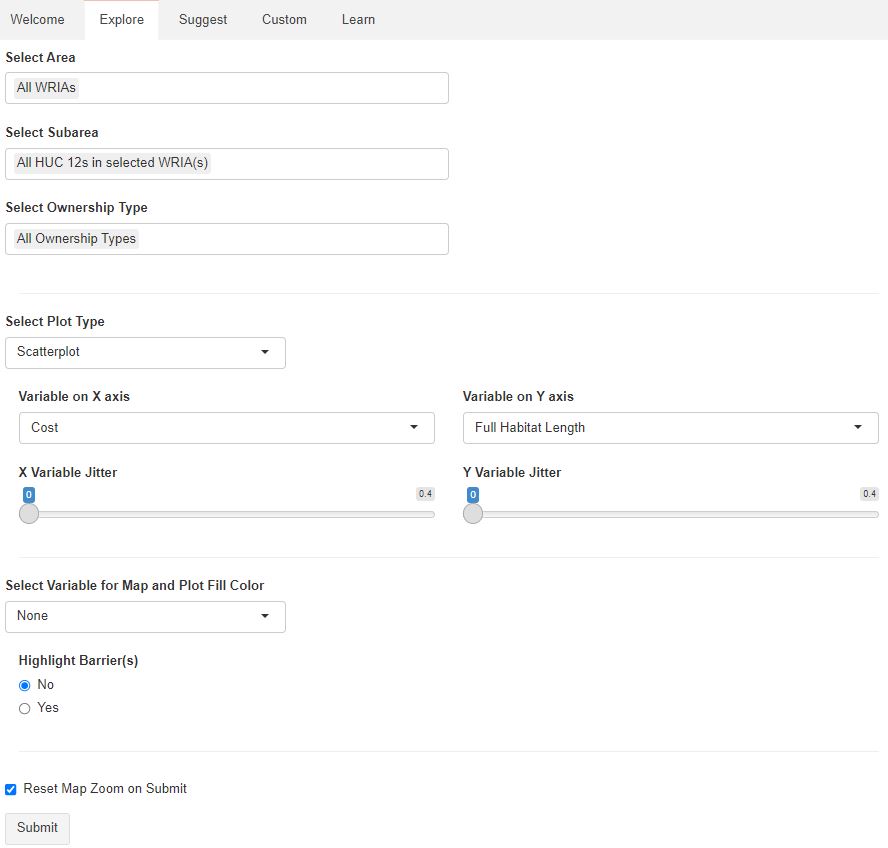 Welcome Explore Suggest Custom Learn
Select Area
All WRIAs
Select Subarea
All HUC 12s in selected WRIA(s)
Select Ownership Type
All Ownership Types
Select Plot Type
Scatterplot
Variable on X axis Variable on Y axis
Cost Full Habitat Length
X Variable Jitter Y Variable Jitter
0 0.4 0 0.4
Select Variable for Map and Plot Fill Color
None
Highlight Barrier(s)
No
Yes
Reset Map Zoom on Submit
Submit